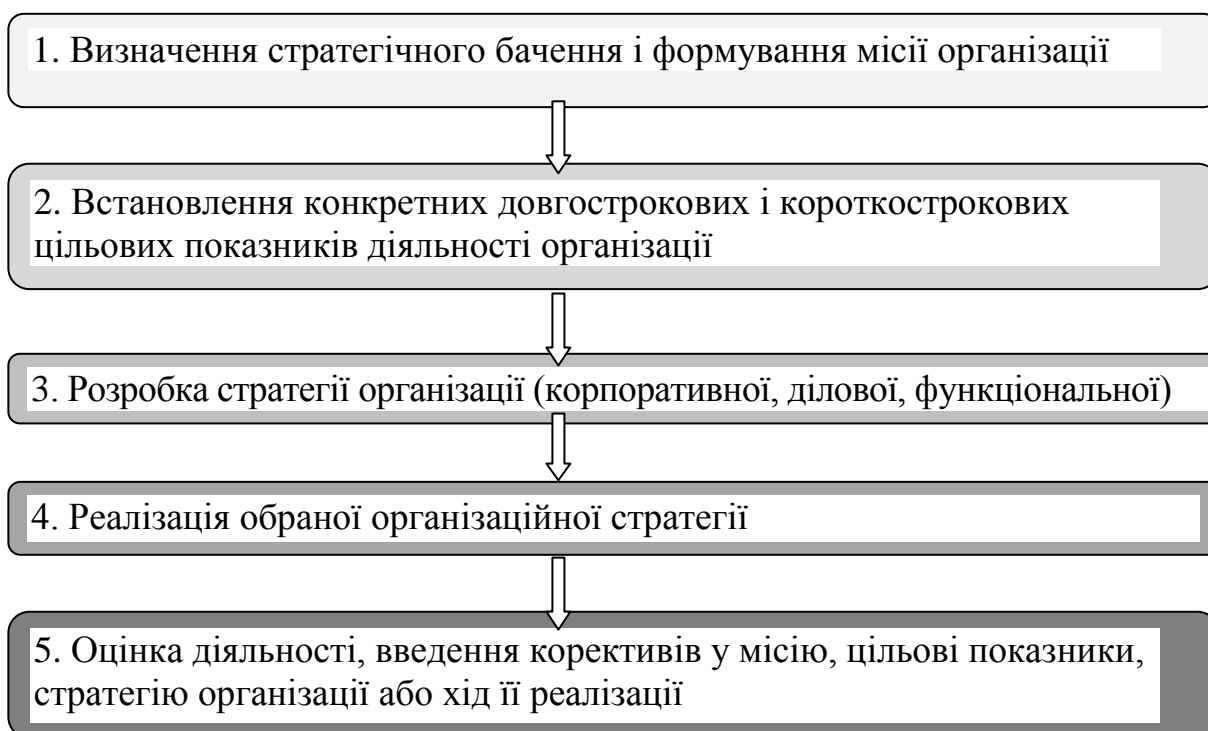 1. Визначення стратегічного бачення і формування місії організації
2. Встановлення конкретних довгострокових і короткострокових
цільових показників діяльності організації
3. Розробка стратегії організації (корпоративної, ділової, функціональної)
4. Реалізація обраної організаційної стратегії
5. Оцінка діяльності, введення корективів у місію, цільові показники,
стратегію організації або хід її реалізації